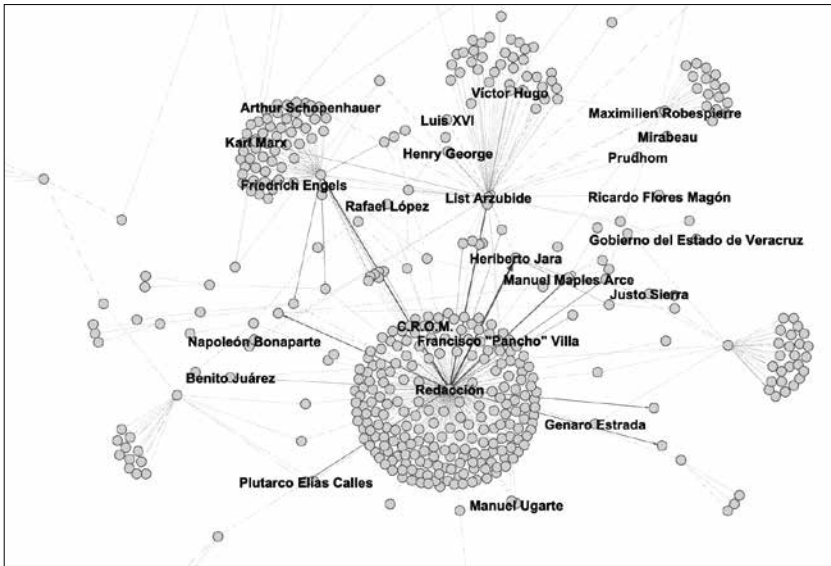 Victor Hugo
Arthur Schopenhauer
Maximilien Robespierre
Luis XVI
Karl Marx
Mirabeau
Henry George
Prudhom
Friedrich Engels
Rafael López
List Arzubide
Ricardo Flores Magón
Gobierno del Estado de Veracruz
Heriberto Jara
Manuel Maples Arce
Justo Sierra
C.R.O.M.
Napoleón Bonaparte
Francisco "Pancho" Villa
Benito Juárez
Redacción
Genaro Estrada
Plutarco Elías Calles
Manuel Ugarte